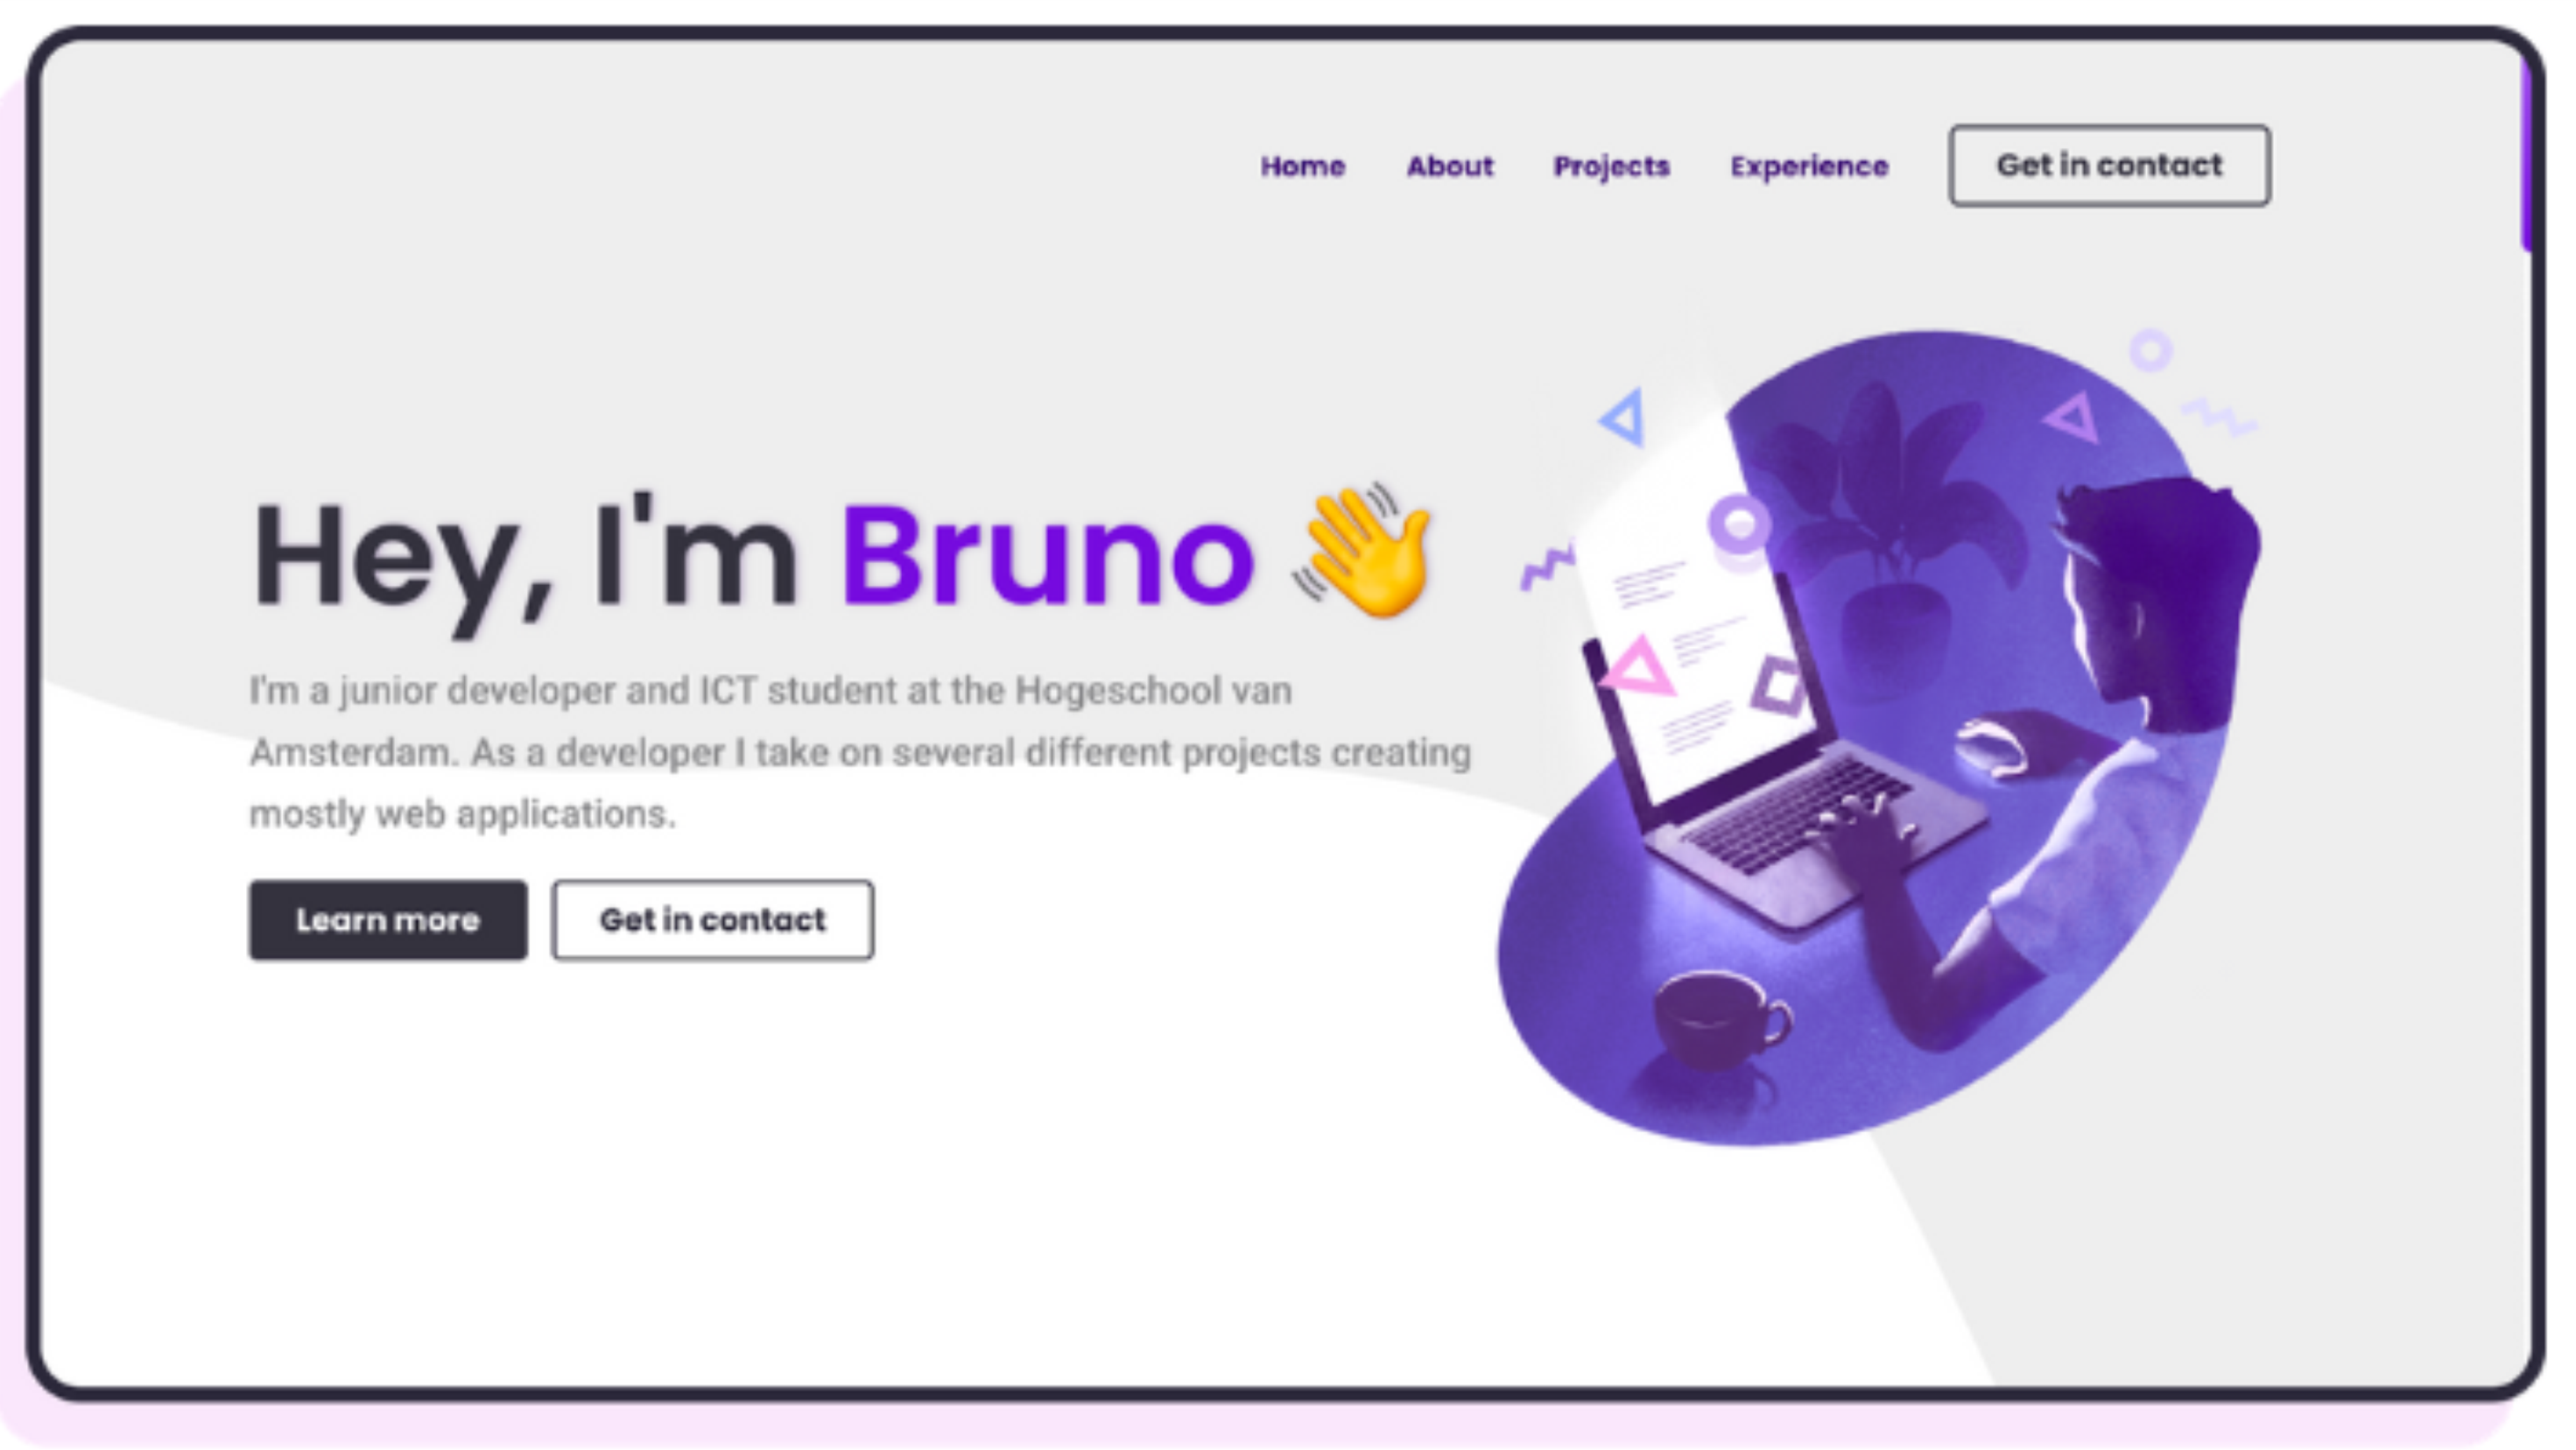 Home About Projects Experience Get in contact
Hey, I'm Bruno 👋
I'm a junior developer and ICT student at the Hogeschool van
Amsterdam. As a developer I take on several different projects creating
mostly web applications.
Learn more Get in contact